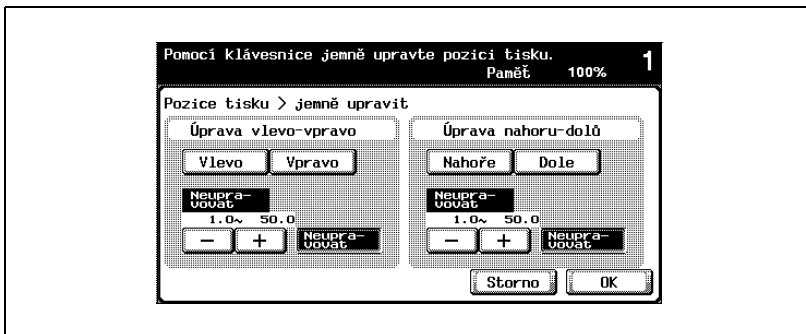 Pomocí klávesnice jemně upravte pozici tisku.
Paměť 100% 1
Pozice tisku > jemně upravit
Úprava vlevo-vpravo
Vlevo Vpravo
Neupra-
vovat
1.0~ 50.0
- + Neupra-
vovat
Úprava nahoru-dolů
Nahoře Dole
Neupra-
vovat
1.0~ 50.0
- + Neupra-
vovat
Storno OK